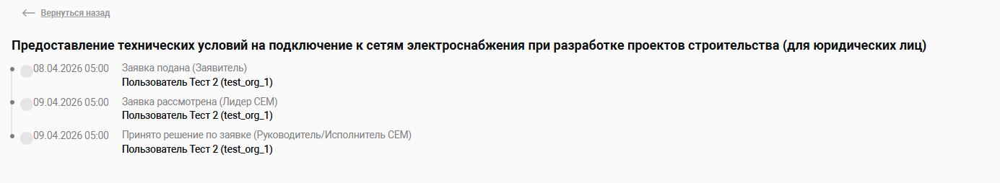 Вернуться назад
Предоставление технических условий на подключение к сетям электроснабжения при разработке проектов строительства (для юридических лиц)
08.04.2026 05:00 Заявка подана (Заявитель)
Пользователь Тест 2 (test_org_1)
09.04.2026 05:00 Заявка рассмотрена (Лидер СЕМ)
Пользователь Тест 2 (test_org_1)
09.04.2026 05:00 Принято решение по заявке (Руководитель/Исполнитель СЕМ)
Пользователь Тест 2 (test_org_1)